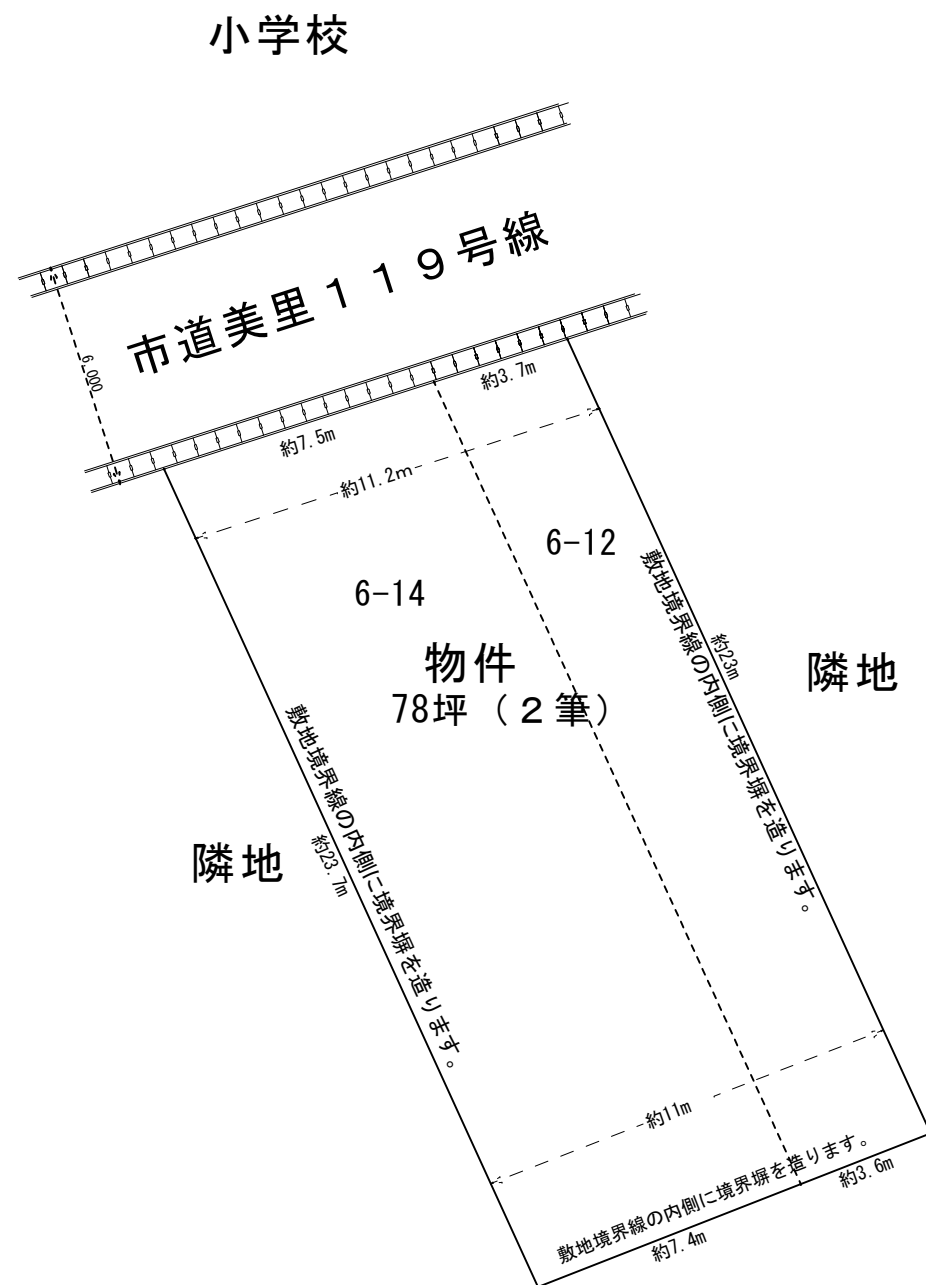 小学校
市道美里１１９号線
6.000
約3.7m
約7.5m
約11.2m
6-12
6-14
敷地境界線の内側に境界塀を造ります。
約23m
物件
78坪（２筆）
隣地
敷地境界線の内側に境界塀を造ります。
約23.7m
隣地
約11m
敷地境界線の内側に境界塀を造ります。
約3.6m
約7.4m